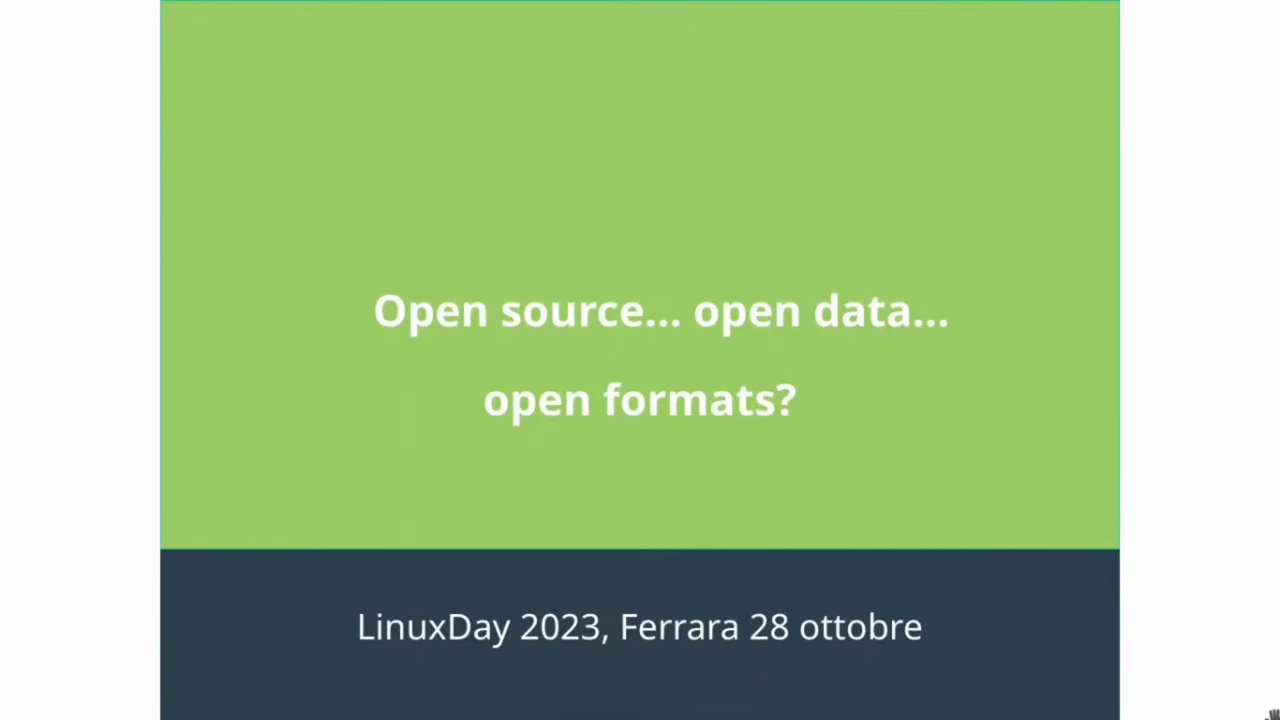 Open source... open data...
open formats?
LinuxDay 2023, Ferrara 28 ottobre